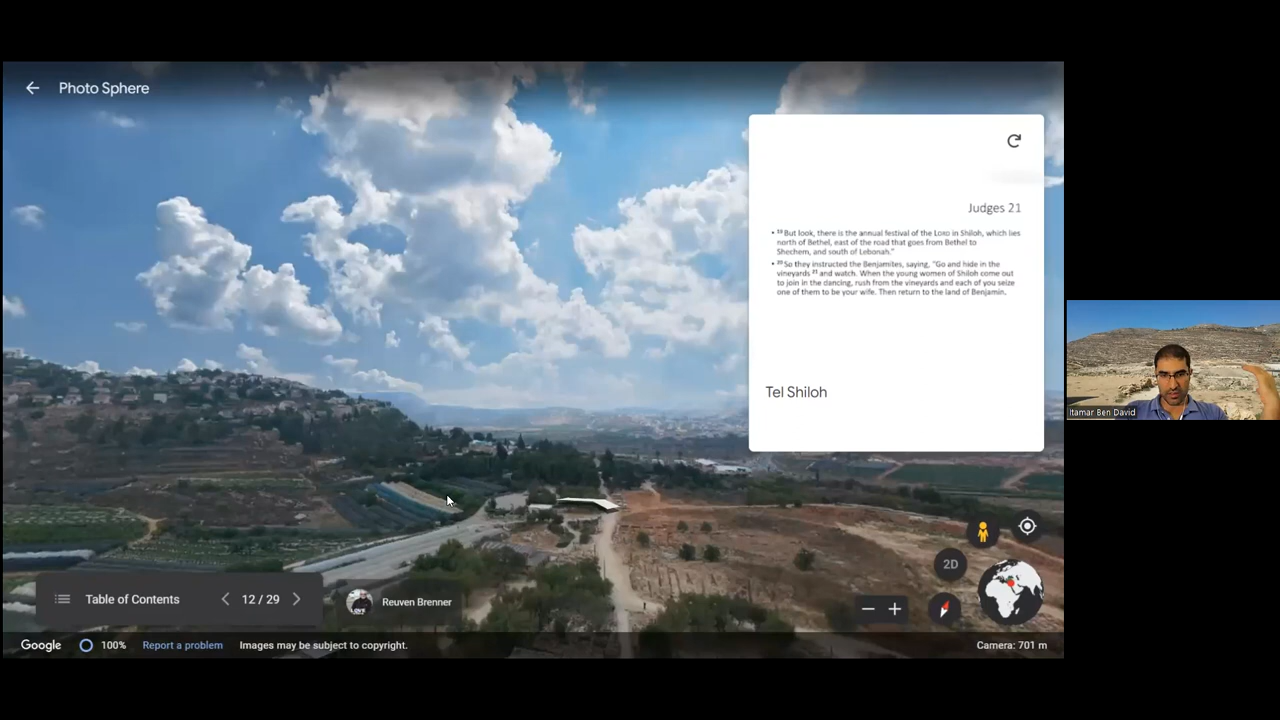 Photo Sphere
Judges 21
• 19 But look, there is the annual festival of the LORD in Shiloh, which lies
north of Bethel, east of the road that goes from Bethel to
Shechem, and south of Lebonah."
• 20 So they instructed the Benjamites, saying, "Go and hide in the
vineyards 21 and watch. When the young women of Shiloh come out
to join in the dancing, rush from the vineyards and each of you seize
one of them to be your wife. Then return to the land of Benjamin.
Tel Shiloh
Itamar Ben David
2D
Table of Contents
12 / 29
Reuven Brenner
Google
100%
Report a problem
Images may be subject to copyright.
Camera: 701 m